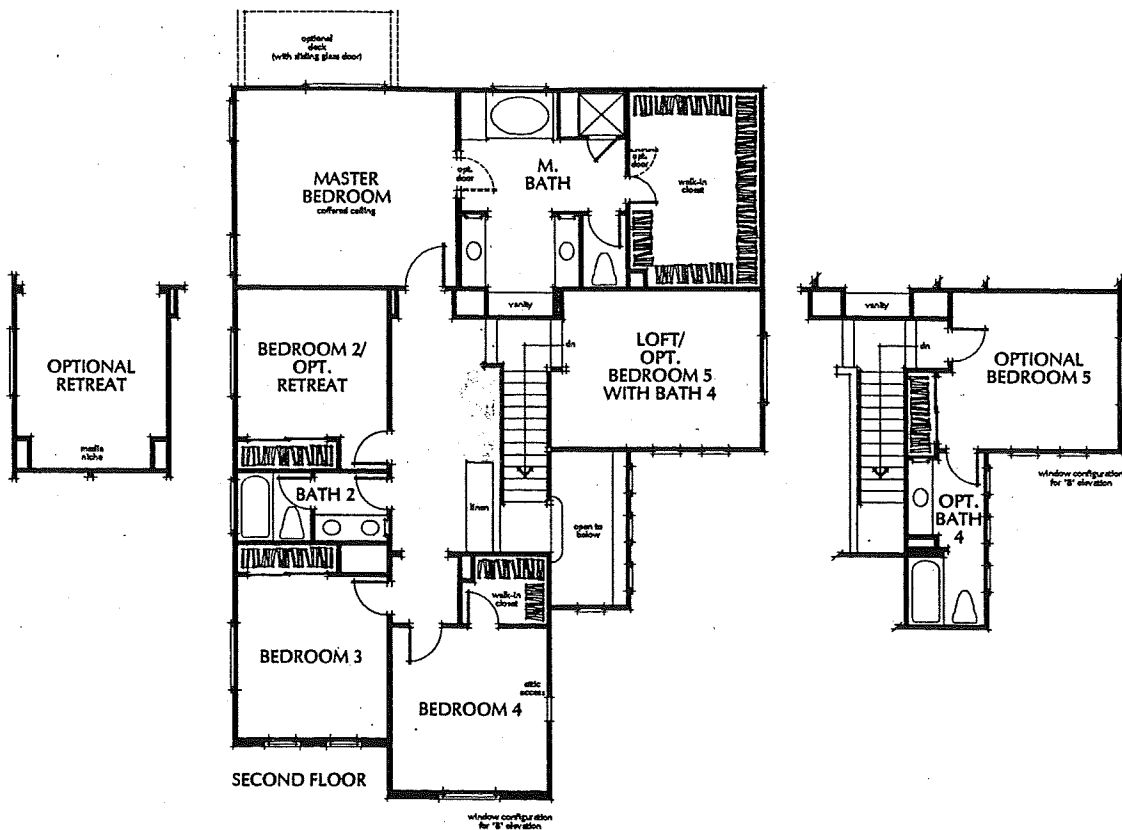 optional
deck
(with sliding glass door)
MASTER
BEDROOM
coffered ceiling
opt.
door
M.
BATH
opt.
door
walk-in
closet
vanity
BEDROOM 2/
OPT.
RETREAT
dn
LOFT/
OPT.
BEDROOM 5
WITH BATH 4
BATH 2
linen
open to
below
walk-in
closet
BEDROOM 3
BEDROOM 4
attic
access
SECOND FLOOR
window configuration
for "B" elevation
OPTIONAL
RETREAT
media
niche
vanity
dn
OPTIONAL
BEDROOM 5
window configuration
for "B" elevation
OPT.
BATH
4